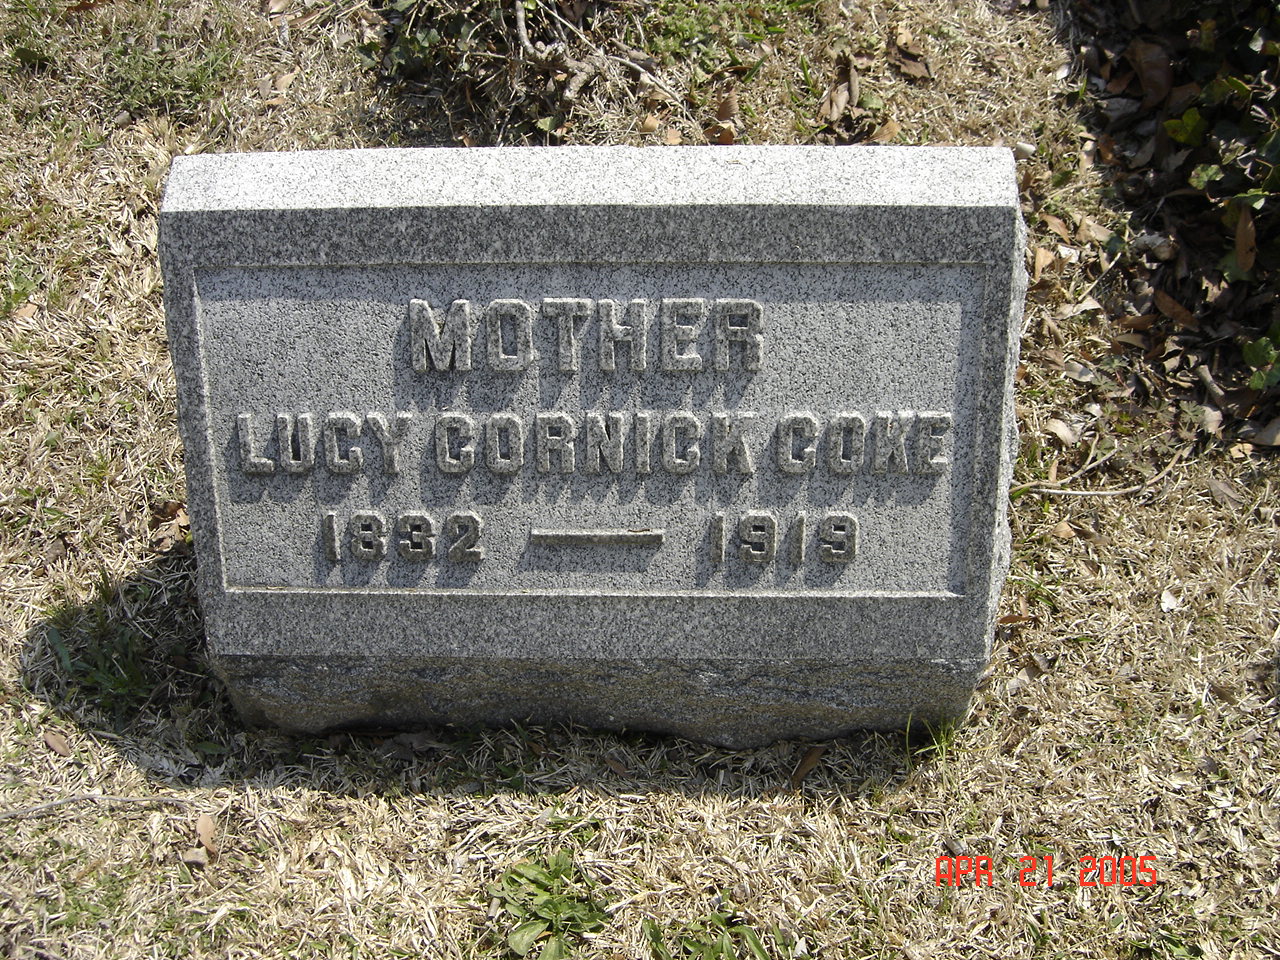 MOTHER
LUCY CORNICK COKE
1832 — 1919
APR 21 2005